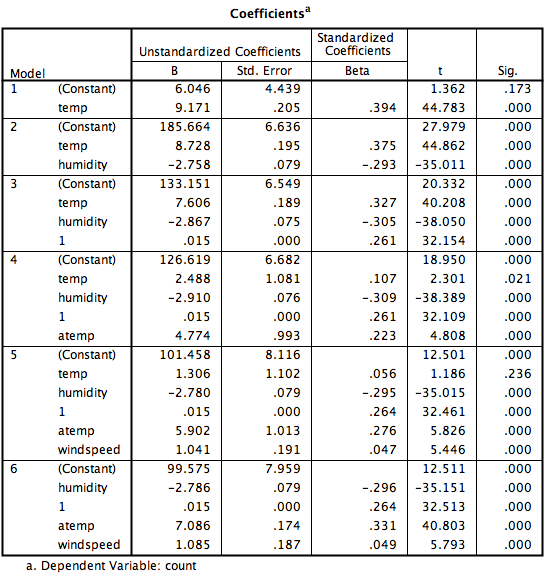 Coefficientsᵃ
Model Unstandardized Coefficients Standardized Coefficients t Sig.
B Std. Error Beta
1 (Constant) 6.046 4.439 1.362 .173
temp 9.171 .205 .394 44.783 .000
2 (Constant) 185.664 6.636 27.979 .000
temp 8.728 .195 .375 44.862 .000
humidity −2.758 .079 −.293 −35.011 .000
3 (Constant) 133.151 6.549 20.332 .000
temp 7.606 .189 .327 40.208 .000
humidity −2.867 .075 −.305 −38.050 .000
1 .015 .000 .261 32.154 .000
4 (Constant) 126.619 6.682 18.950 .000
temp 2.488 1.081 .107 2.301 .021
humidity −2.910 .076 −.309 −38.389 .000
1 .015 .000 .261 32.109 .000
atemp 4.774 .993 .223 4.808 .000
5 (Constant) 101.458 8.116 12.501 .000
temp 1.306 1.102 .056 1.186 .236
humidity −2.780 .079 −.295 −35.015 .000
1 .015 .000 .264 32.461 .000
atemp 5.902 1.013 .276 5.826 .000
windspeed 1.041 .191 .047 5.446 .000
6 (Constant) 99.575 7.959 12.511 .000
humidity −2.786 .079 −.296 −35.151 .000
1 .015 .000 .264 32.513 .000
atemp 7.086 .174 .331 40.803 .000
windspeed 1.085 .187 .049 5.793 .000
a. Dependent Variable: count